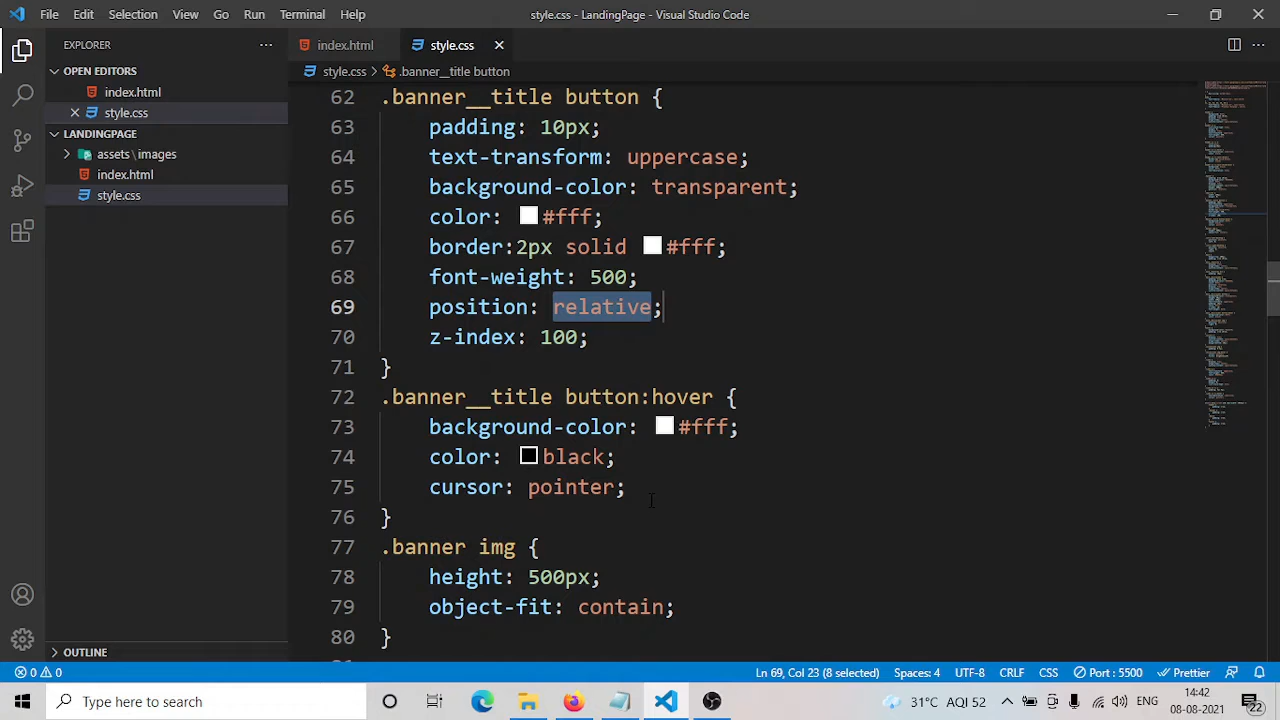 File Edit Selection View Go Run Terminal Help
style.css - LandingPage - Visual Studio Code
EXPLORER
OPEN EDITORS
index.html
style.css
LANDINGPAGE
assets\images
index.html
style.css
OUTLINE
index.html style.css
style.css > .banner__title button
62 .banner__title button {
63 padding: 10px;
64 text-transform: uppercase;
65 background-color: transparent;
66 color: #fff;
67 border:2px solid #fff;
68 font-weight: 500;
69 position: relative;
70 z-index: 100;
71 }
72 .banner__title button:hover {
73 background-color: #fff;
74 color: black;
75 cursor: pointer;
76 }
77 .banner img {
78 height: 500px;
79 object-fit: contain;
80 }
0 0 Ln 69, Col 23 (8 selected) Spaces: 4 UTF-8 CRLF CSS Port : 5500 Prettier
Type here to search
31°C AQI 52 ENG 14:42
08-08-2021
22